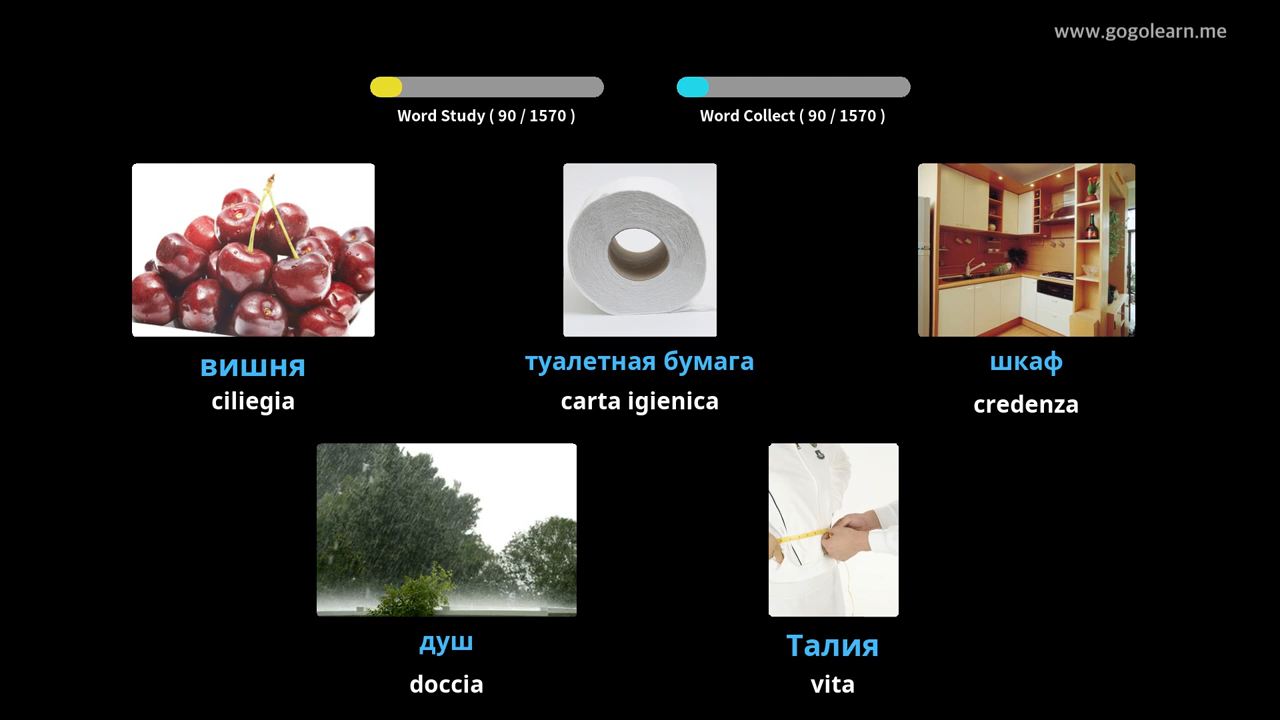 www.gogolearn.me
Word Study ( 90 / 1570 )
Word Collect ( 90 / 1570 )
вишня
ciliegia
туалетная бумага
carta igienica
шкаф
credenza
душ
doccia
Талия
vita